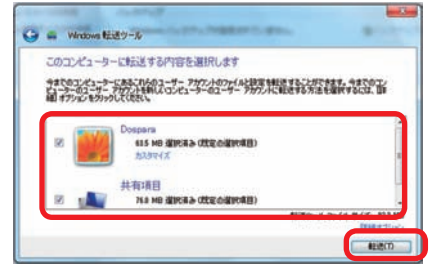 Windows 転送ツール
このコンピューターに転送する内容を選択します
今までのコンピューターにあるこれらのユーザー アカウントのファイルと設定を転送することができます。今までのコン
ピューターのユーザー アカウントを新しいコンピューターのユーザー アカウントに転送する方法を選択するには、[詳
細] オプションをクリックしてください。
Dospara
63.5 MB 選択済み (既定の選択項目)
カスタマイズ
共有項目
76.8 MB 選択済み (既定の選択項目)
詳細オプション
転送(T)